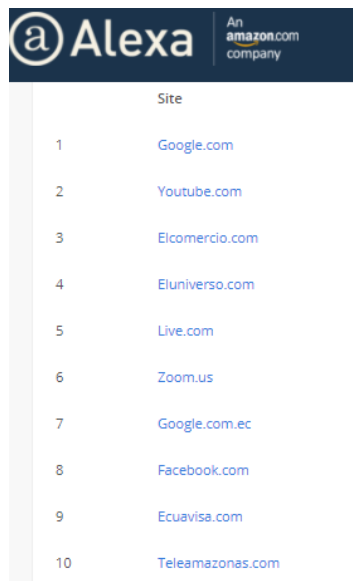 a Alexa
An
amazon.com
company
Site
1 Google.com
2 Youtube.com
3 Elcomercio.com
4 Eluniverso.com
5 Live.com
6 Zoom.us
7 Google.com.ec
8 Facebook.com
9 Ecuavisa.com
10 Teleamazonas.com